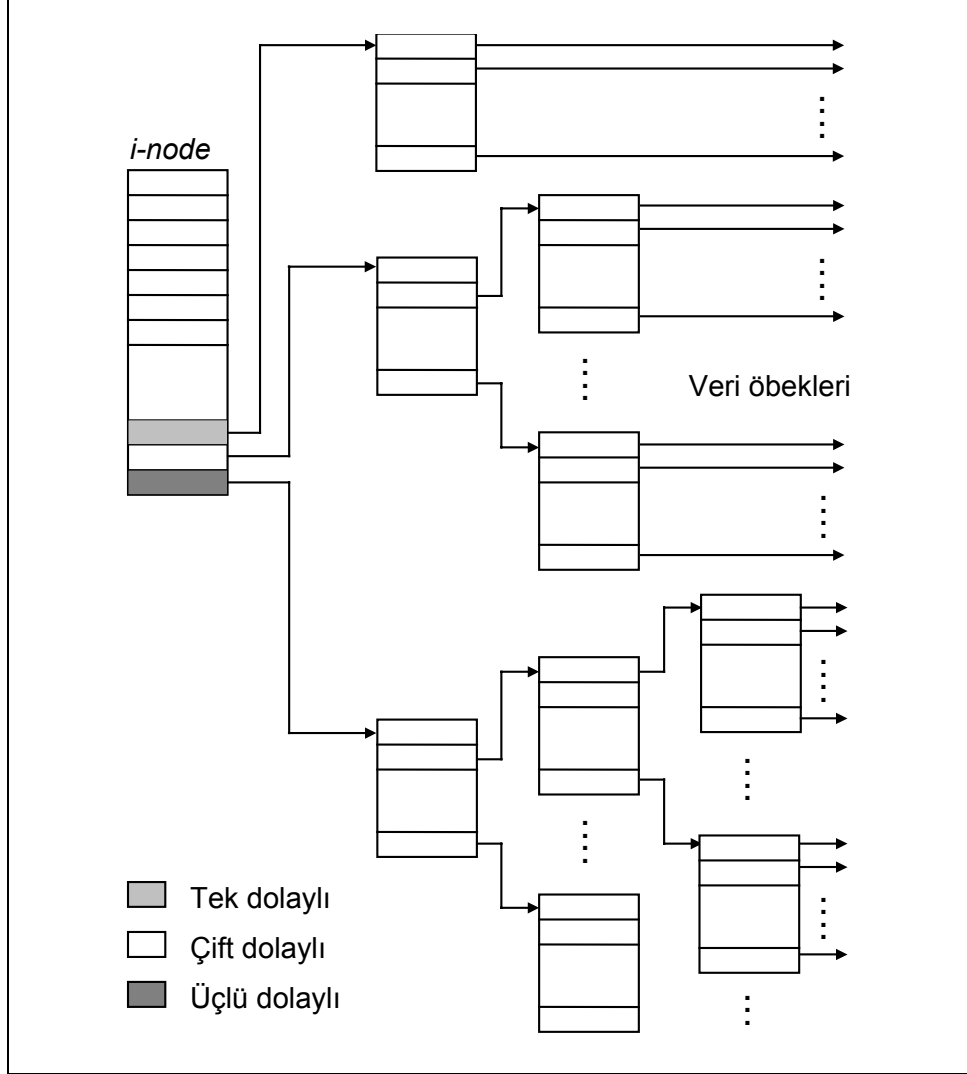 i-node
Veri öbekleri
Tek dolaylı
Çift dolaylı
Üçlü dolaylı